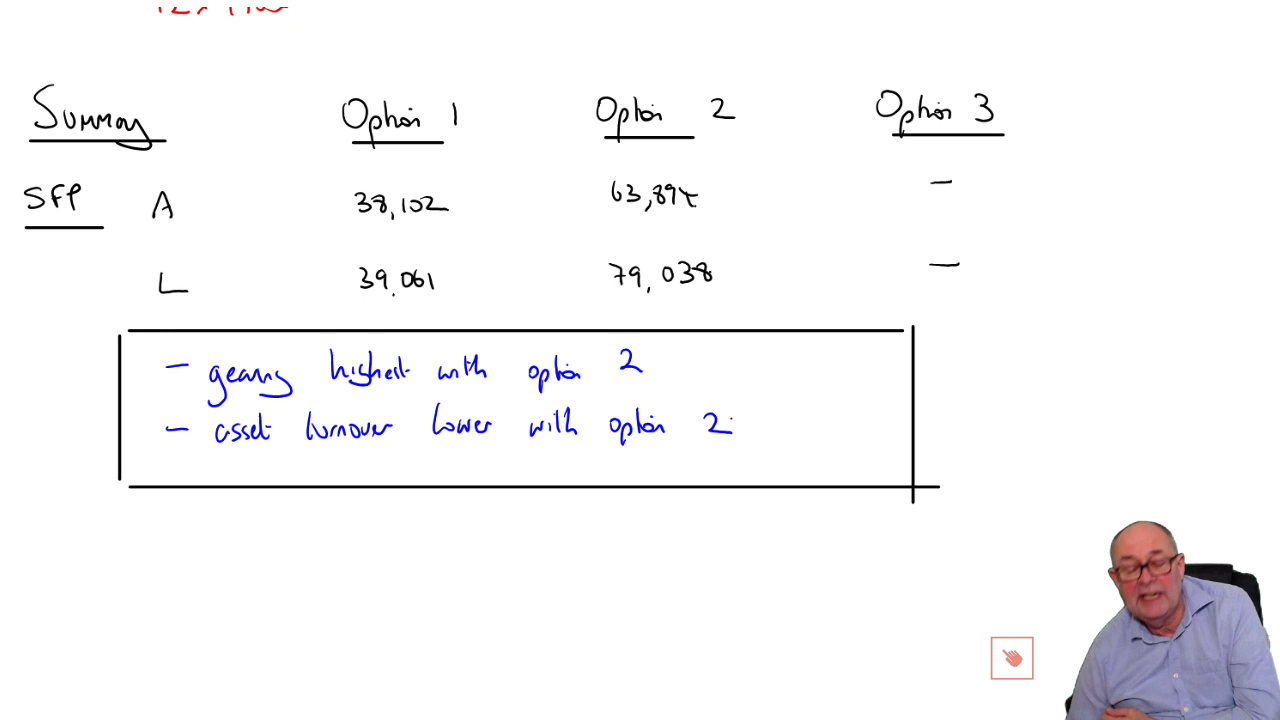 Summary Option 1 Option 2 Option 3
SFP A 38,102 63,894 –
L 39,061 79,038 –
– gearing highest with option 2
– asset turnover lower with option 2